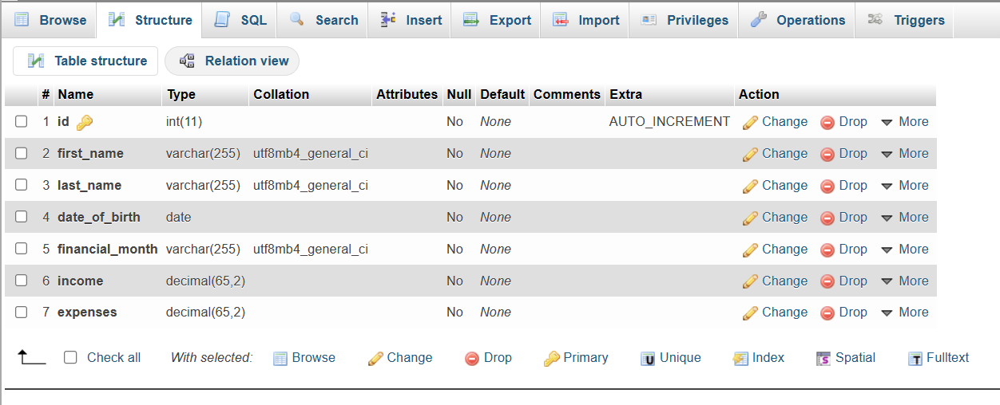 Browse Structure SQL Search Insert Export Import Privileges Operations Triggers
Table structure Relation view
# Name Type Collation Attributes Null Default Comments Extra Action
1 id int(11) No None AUTO_INCREMENT Change Drop More
2 first_name varchar(255) utf8mb4_general_ci No None Change Drop More
3 last_name varchar(255) utf8mb4_general_ci No None Change Drop More
4 date_of_birth date No None Change Drop More
5 financial_month varchar(255) utf8mb4_general_ci No None Change Drop More
6 income decimal(65,2) No None Change Drop More
7 expenses decimal(65,2) No None Change Drop More
Check all With selected: Browse Change Drop Primary Unique Index Spatial Fulltext